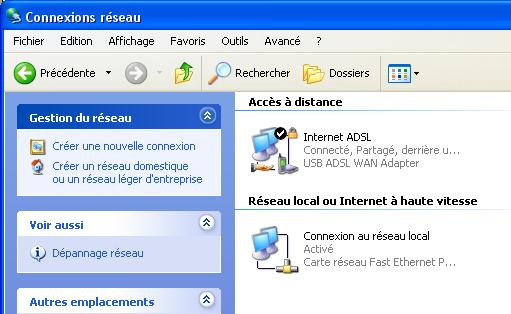 Connexions réseau
Fichier Edition Affichage Favoris Outils Avancé ?
Précédente Rechercher Dossiers
Gestion du réseau
Créer une nouvelle connexion
Créer un réseau domestique
ou un réseau léger d'entreprise
Voir aussi
Dépannage réseau
Autres emplacements
Accès à distance
Internet ADSL
Connecté, Partagé, derrière u...
USB ADSL WAN Adapter
Réseau local ou Internet à haute vitesse
Connexion au réseau local
Activé
Carte réseau Fast Ethernet P...